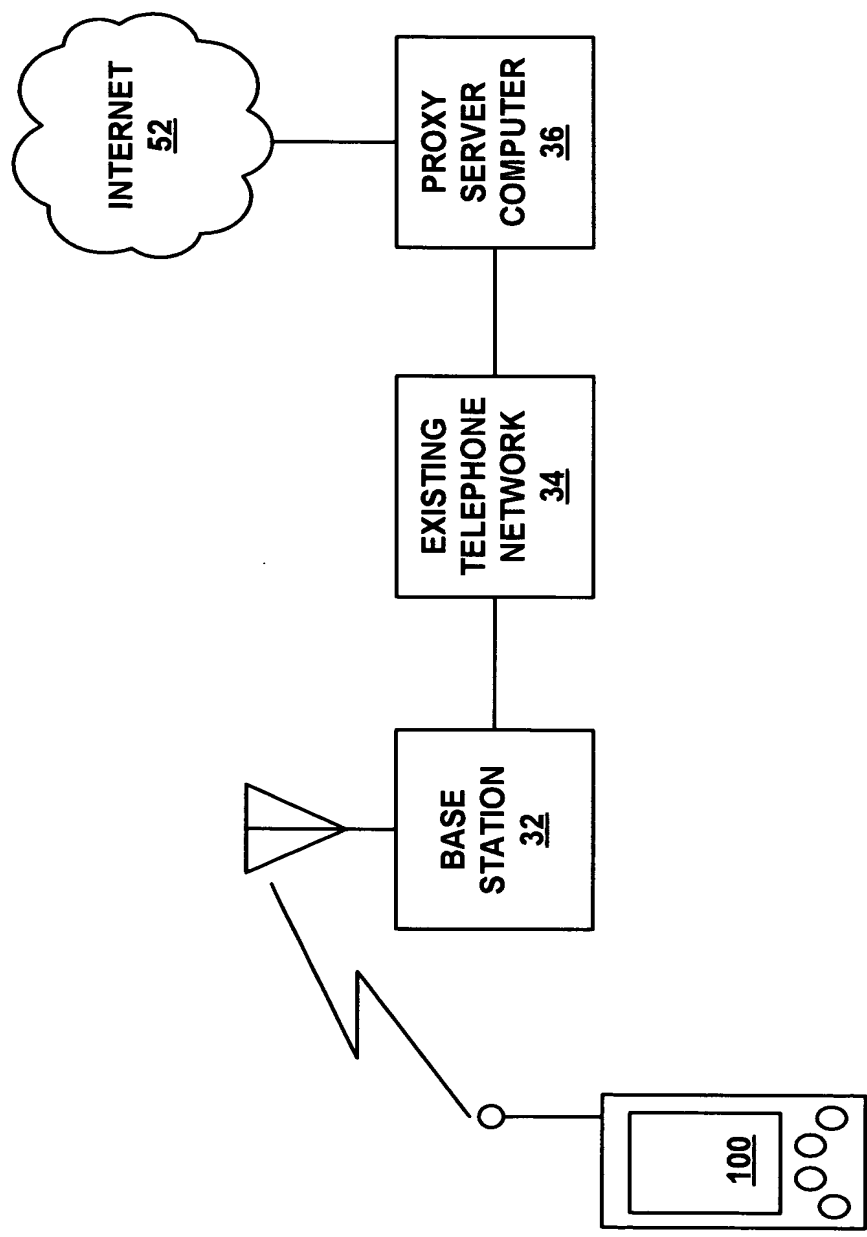 INTERNET
52
PROXY
SERVER
COMPUTER
36
EXISTING
TELEPHONE
NETWORK
34
BASE
STATION
32
100